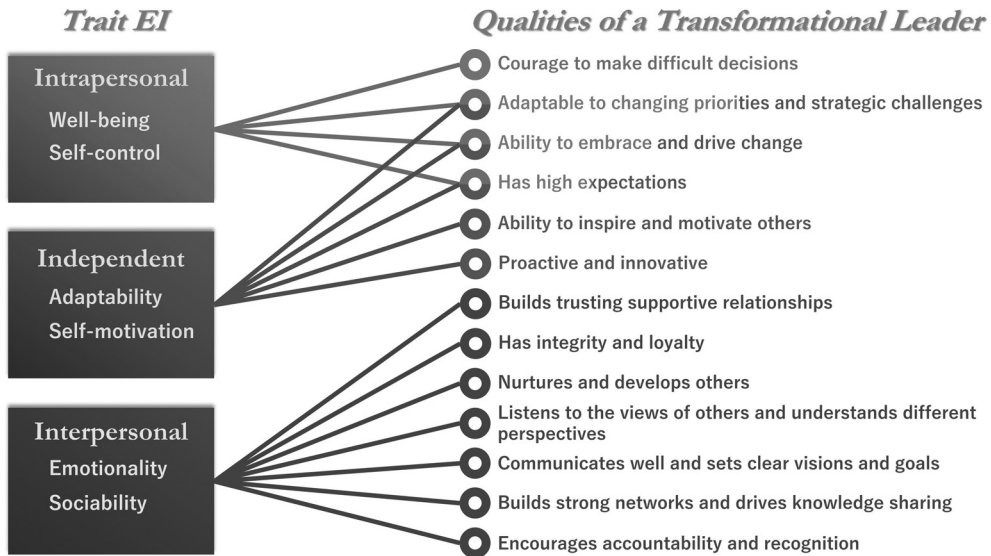 Trait EI
Qualities of a Transformational Leader
Intrapersonal
Well-being
Self-control
Independent
Adaptability
Self-motivation
Interpersonal
Emotionality
Sociability
Courage to make difficult decisions
Adaptable to changing priorities and strategic challenges
Ability to embrace and drive change
Has high expectations
Ability to inspire and motivate others
Proactive and innovative
Builds trusting supportive relationships
Has integrity and loyalty
Nurtures and develops others
Listens to the views of others and understands different
perspectives
Communicates well and sets clear visions and goals
Builds strong networks and drives knowledge sharing
Encourages accountability and recognition